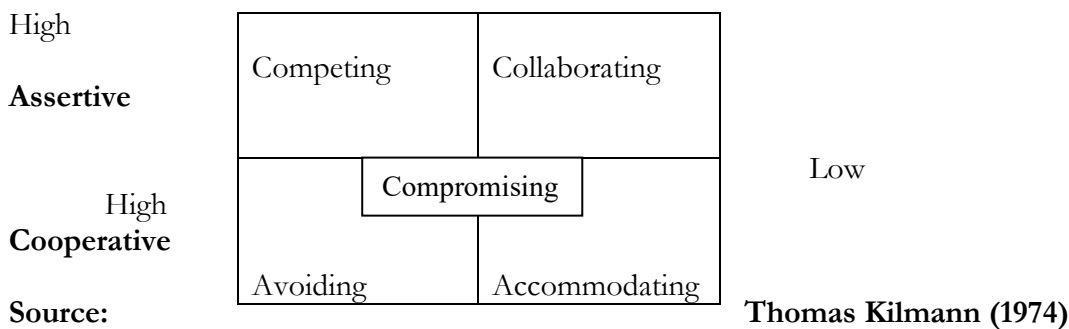 High
Competing Collaborating
Assertive
Low
Compromising
High
Cooperative
Avoiding Accommodating
Source: Thomas Kilmann (1974)